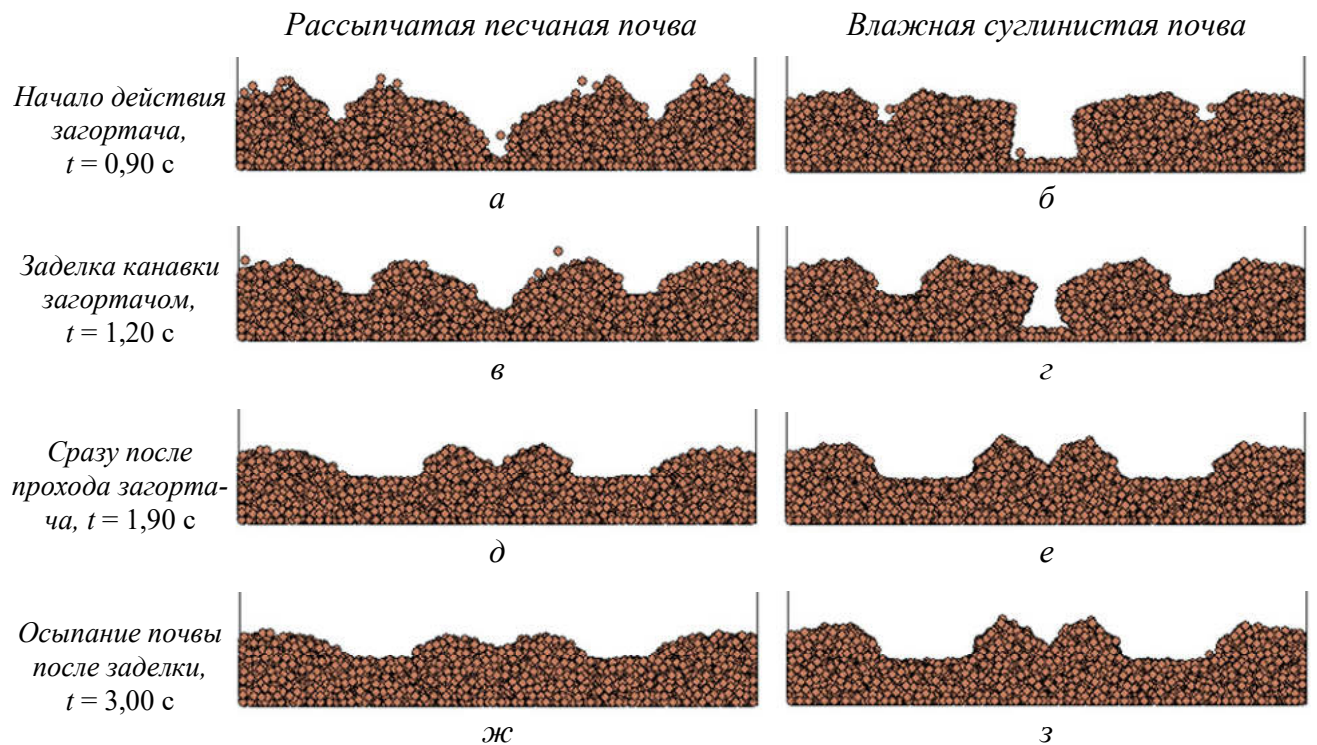 Рассыпчатая песчаная почва
Влажная суглинистая почва
Начало действия
загортача,
t = 0,90 с
а
б
Заделка канавки
загортачом,
t = 1,20 с
в
г
Сразу после
прохода загорта-
ча, t = 1,90 с
д
е
Осыпание почвы
после заделки,
t = 3,00 с
ж
з